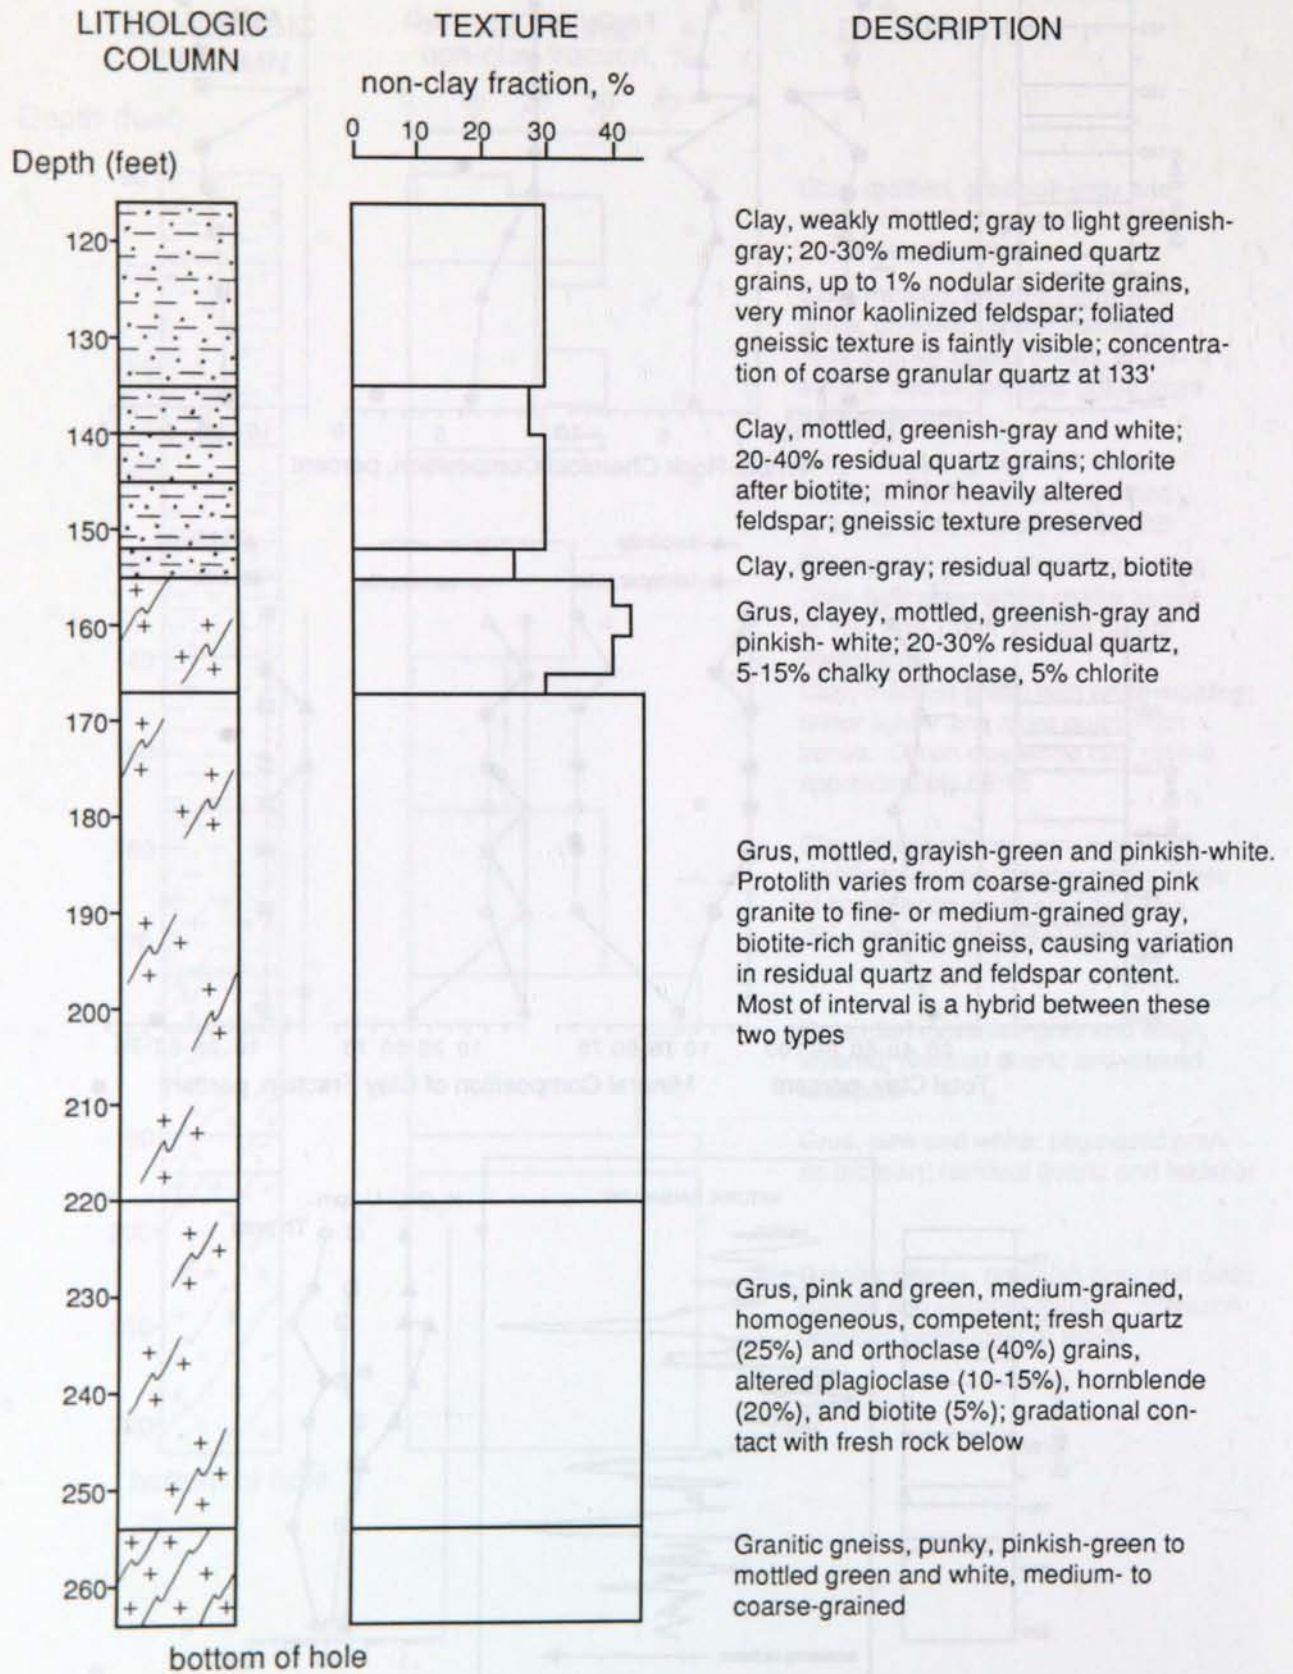 LITHOLOGIC
COLUMN
TEXTURE
non-clay fraction, %
DESCRIPTION
0 10 20 30 40
Depth (feet)
120
130
140
150
160
170
180
190
200
210
220
230
240
250
260
Clay, weakly mottled; gray to light greenish-
gray; 20-30% medium-grained quartz
grains, up to 1% nodular siderite grains,
very minor kaolinized feldspar; foliated
gneissic texture is faintly visible; concentra-
tion of coarse granular quartz at 133'
Clay, mottled, greenish-gray and white;
20-40% residual quartz grains; chlorite
after biotite; minor heavily altered
feldspar; gneissic texture preserved
Clay, green-gray; residual quartz, biotite
Grus, clayey, mottled, greenish-gray and
pinkish- white; 20-30% residual quartz,
5-15% chalky orthoclase, 5% chlorite
Grus, mottled, grayish-green and pinkish-white.
Protolith varies from coarse-grained pink
granite to fine- or medium-grained gray,
biotite-rich granitic gneiss, causing variation
in residual quartz and feldspar content.
Most of interval is a hybrid between these
two types
Grus, pink and green, medium-grained,
homogeneous, competent; fresh quartz
(25%) and orthoclase (40%) grains,
altered plagioclase (10-15%), hornblende
(20%), and biotite (5%); gradational con-
tact with fresh rock below
Granitic gneiss, punky, pinkish-green to
mottled green and white, medium- to
coarse-grained
bottom of hole